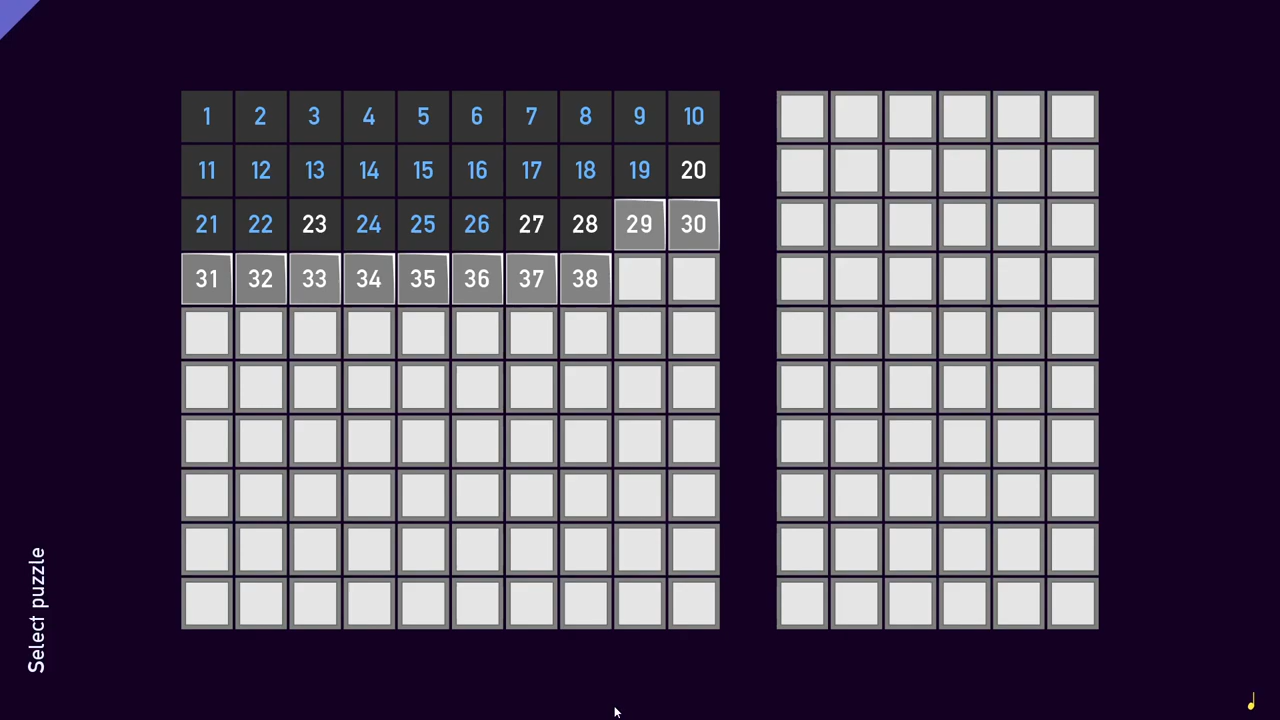 1 2 3 4 5 6 7 8 9 10
11 12 13 14 15 16 17 18 19 20
21 22 23 24 25 26 27 28 29 30
31 32 33 34 35 36 37 38
Select puzzle